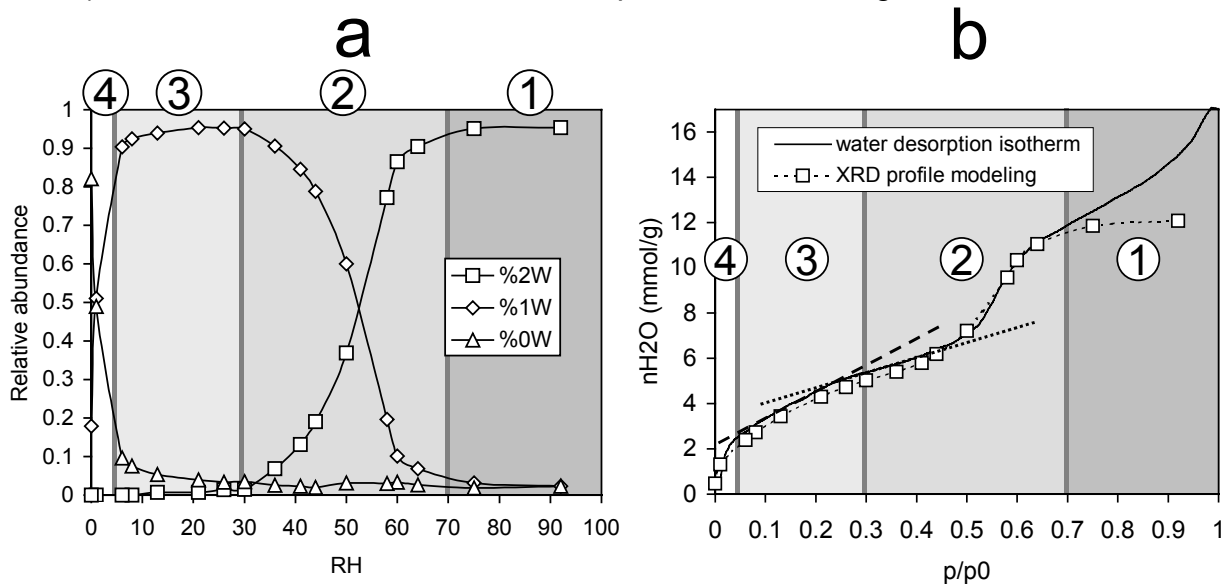 a
b
4 3 2 1
1
0.9
0.8
0.7
0.6
0.5
0.4
0.3
0.2
0.1
0
Relative abundance
%2W
%1W
%0W
0 10 20 30 40 50 60 70 80 90 100
RH
16
14
12
10
8
6
4
2
0
nH2O (mmol/g)
water desorption isotherm
XRD profile modeling
4 3 2 1
0 0.1 0.2 0.3 0.4 0.5 0.6 0.7 0.8 0.9 1
p/p0